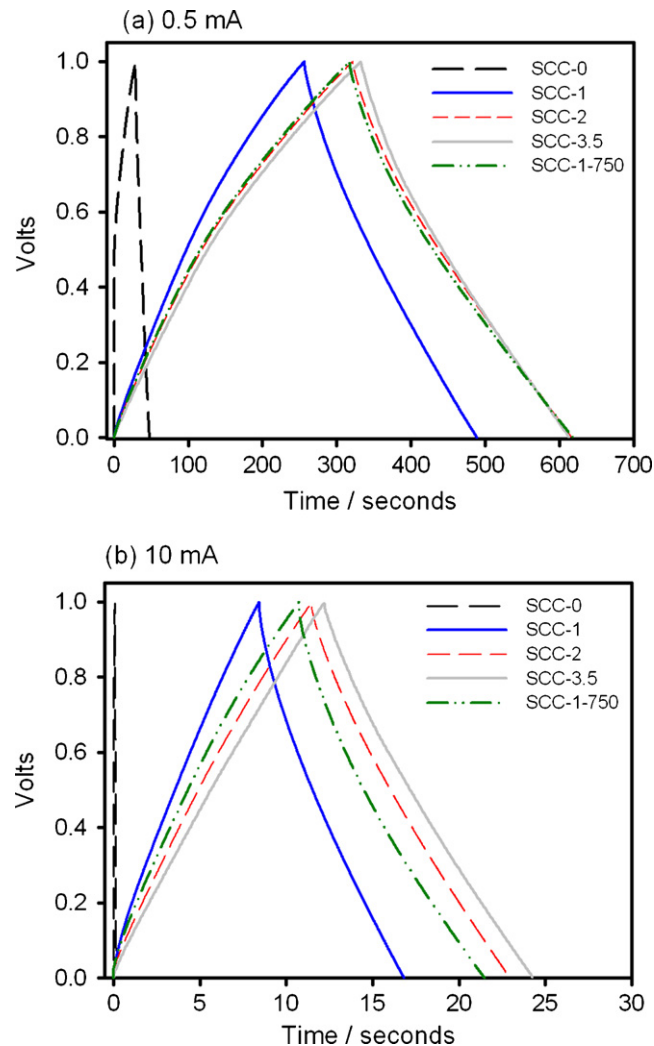 (a) 0.5 mA
1.0
0.8
0.6
0.4
0.2
0.0
Volts
SCC-0
SCC-1
SCC-2
SCC-3.5
SCC-1-750
0 100 200 300 400 500 600 700
Time / seconds
(b) 10 mA
1.0
0.8
0.6
0.4
0.2
0.0
Volts
SCC-0
SCC-1
SCC-2
SCC-3.5
SCC-1-750
0 5 10 15 20 25 30
Time / seconds